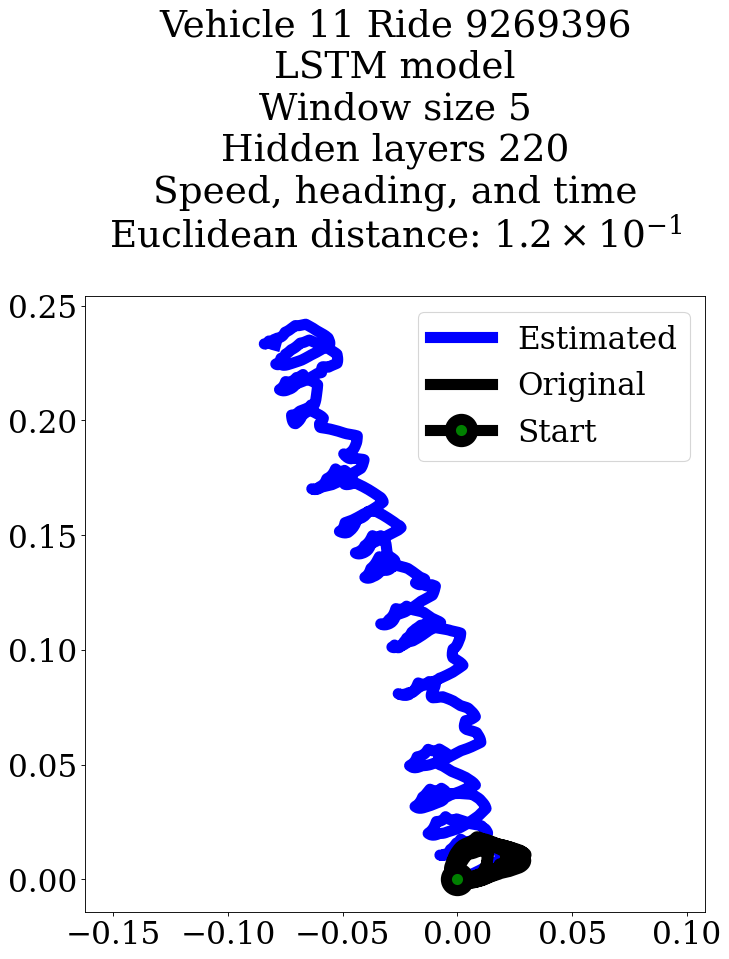 Vehicle 11 Ride 9269396
LSTM model
Window size 5
Hidden layers 220
Speed, heading, and time
Euclidean distance: 1.2 × 10⁻¹
0.25
Estimated
Original
Start
0.20
0.15
0.10
0.05
0.00
−0.15 −0.10 −0.05 0.00 0.05 0.10